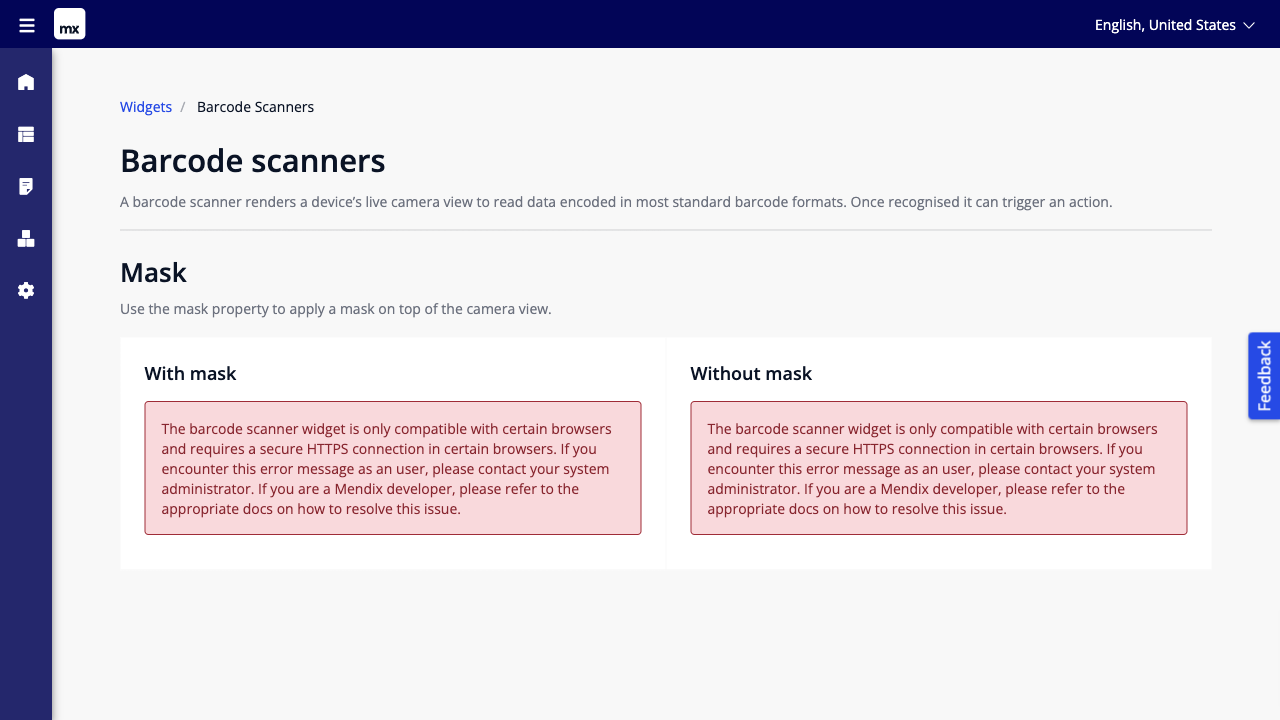 mx
English, United States
Widgets / Barcode Scanners
Barcode scanners
A barcode scanner renders a device’s live camera view to read data encoded in most standard barcode formats. Once recognised it can trigger an action.
Mask
Use the mask property to apply a mask on top of the camera view.
With mask
The barcode scanner widget is only compatible with certain browsers
and requires a secure HTTPS connection in certain browsers. If you
encounter this error message as an user, please contact your system
administrator. If you are a Mendix developer, please refer to the
appropriate docs on how to resolve this issue.
Without mask
The barcode scanner widget is only compatible with certain browsers
and requires a secure HTTPS connection in certain browsers. If you
encounter this error message as an user, please contact your system
administrator. If you are a Mendix developer, please refer to the
appropriate docs on how to resolve this issue.
Feedback